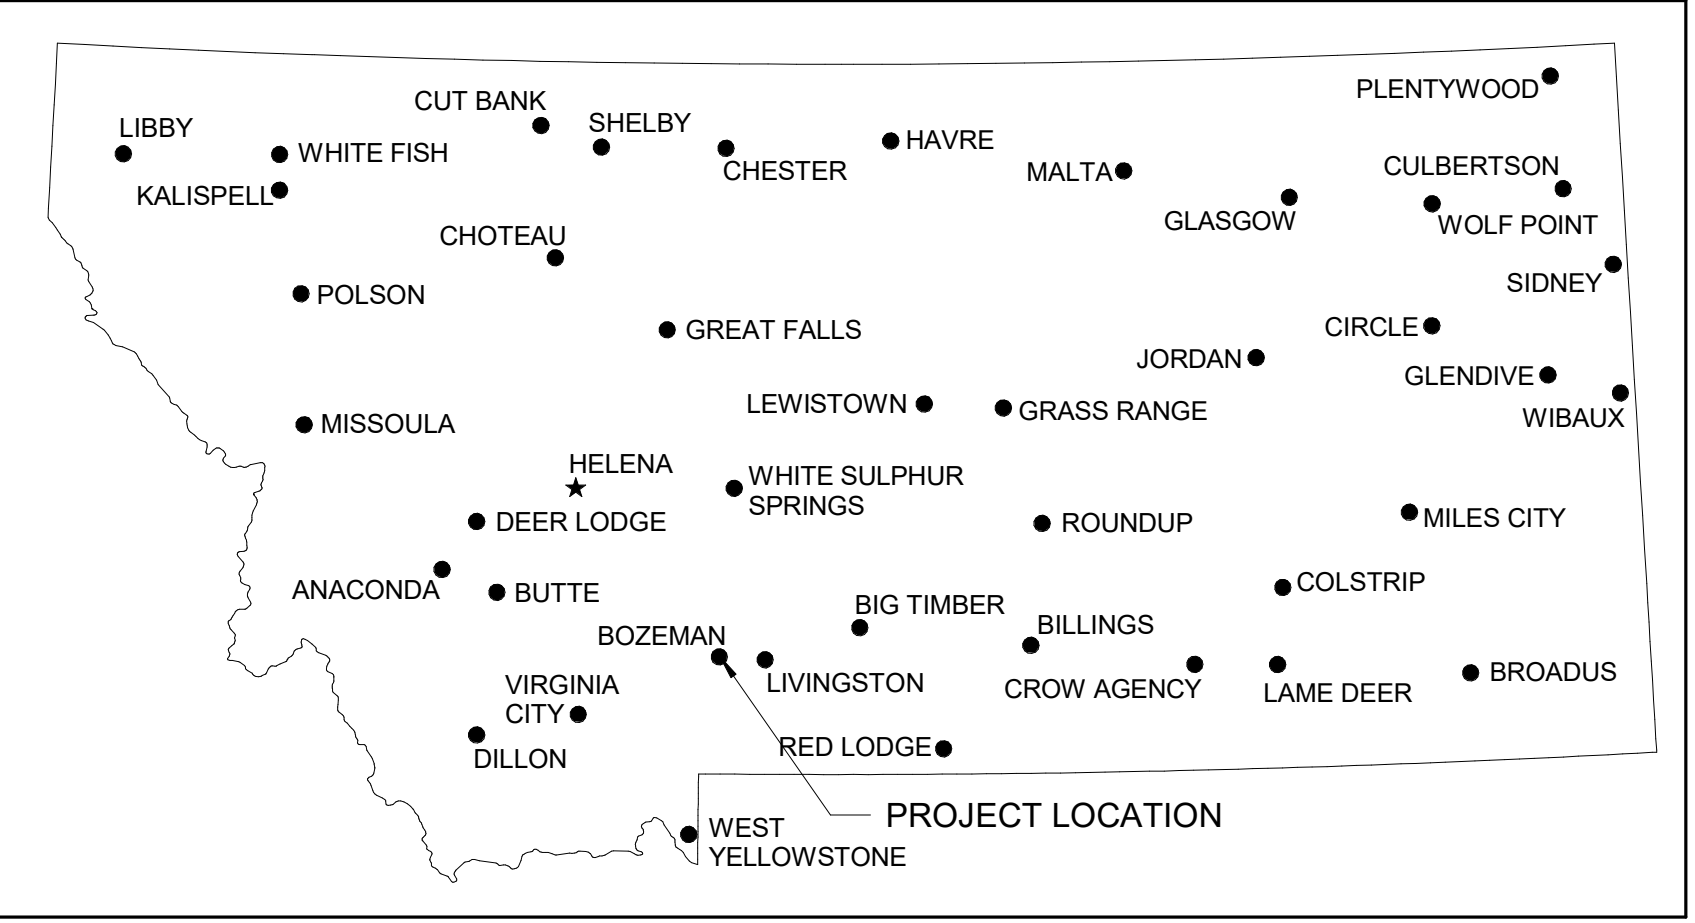 PLENTYWOOD
CUT BANK
LIBBY
SHELBY
HAVRE
WHITE FISH
CHESTER
MALTA
CULBERTSON
KALISPELL
GLASGOW
WOLF POINT
CHOTEAU
SIDNEY
POLSON
GREAT FALLS
CIRCLE
JORDAN
GLENDIVE
LEWISTOWN
GRASS RANGE
WIBAUX
MISSOULA
HELENA
WHITE SULPHUR
SPRINGS
DEER LODGE
ROUNDUP
MILES CITY
ANACONDA
BUTTE
COLSTRIP
BIG TIMBER
BILLINGS
BOZEMAN
LIVINGSTON
CROW AGENCY
LAME DEER
BROADUS
VIRGINIA
CITY
DILLON
RED LODGE
PROJECT LOCATION
WEST
YELLOWSTONE